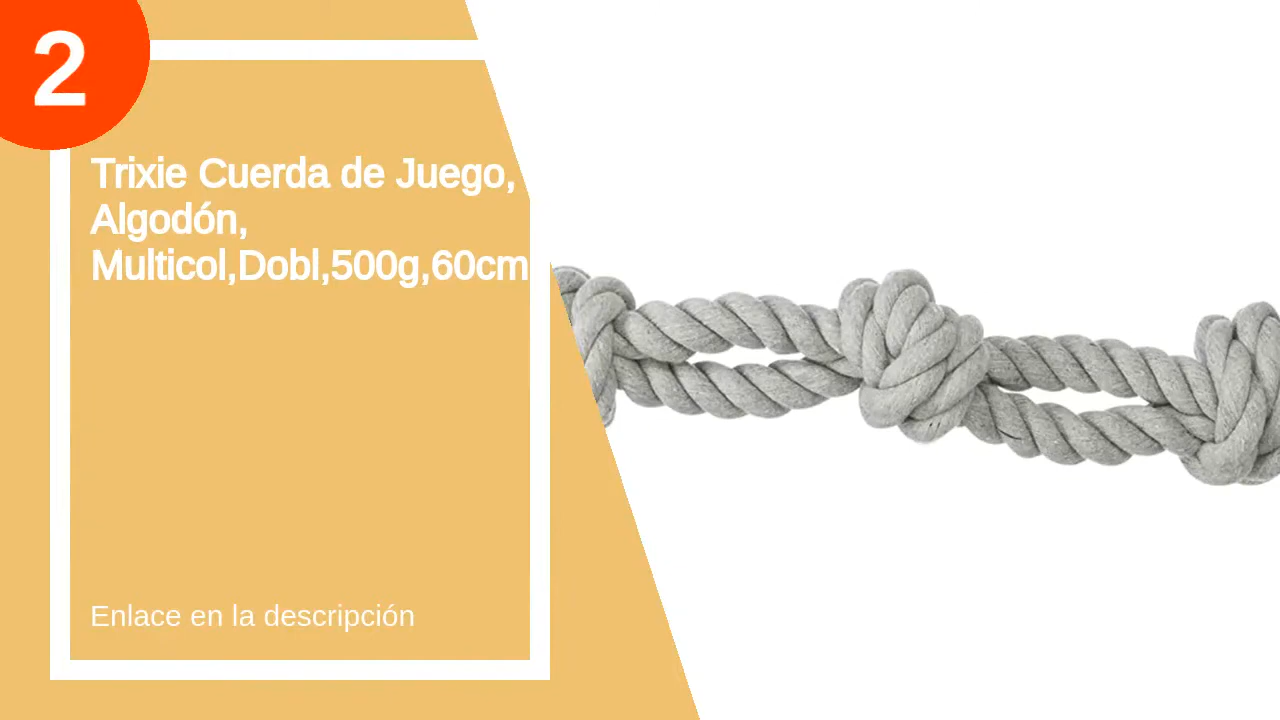 2
Trixie Cuerda de Juego,
Algodón,
Multicol,Dobl,500g,60cm
Enlace en la descripción